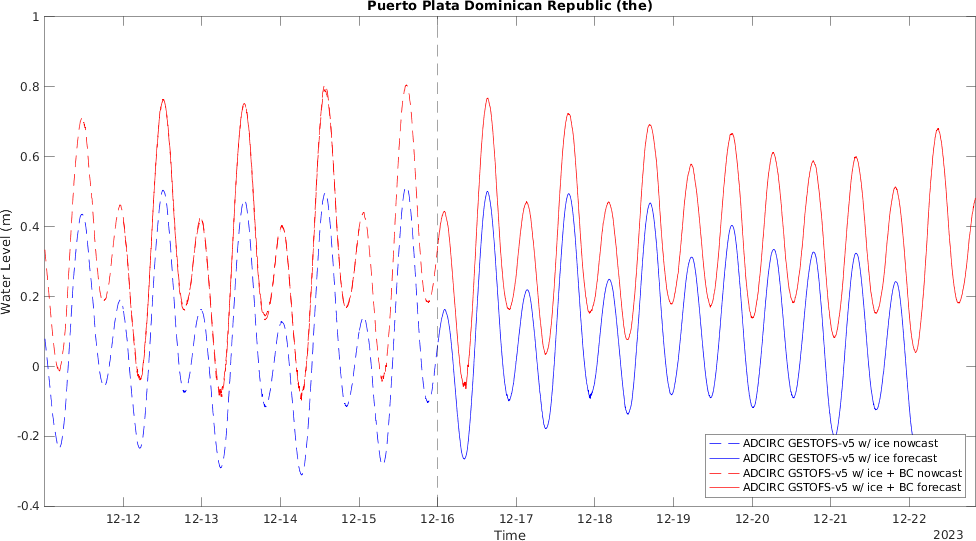 Puerto Plata Dominican Republic (the)
Water Level (m)
1
0.8
0.6
0.4
0.2
0
-0.2
-0.4
ADCIRC GESTOFS-v5 w/ ice nowcast
ADCIRC GESTOFS-v5 w/ ice forecast
ADCIRC GSTOFS-v5 w/ ice + BC nowcast
ADCIRC GSTOFS-v5 w/ ice + BC forecast
12-12 12-13 12-14 12-15 12-16 12-17 12-18 12-19 12-20 12-21 12-22
Time
2023